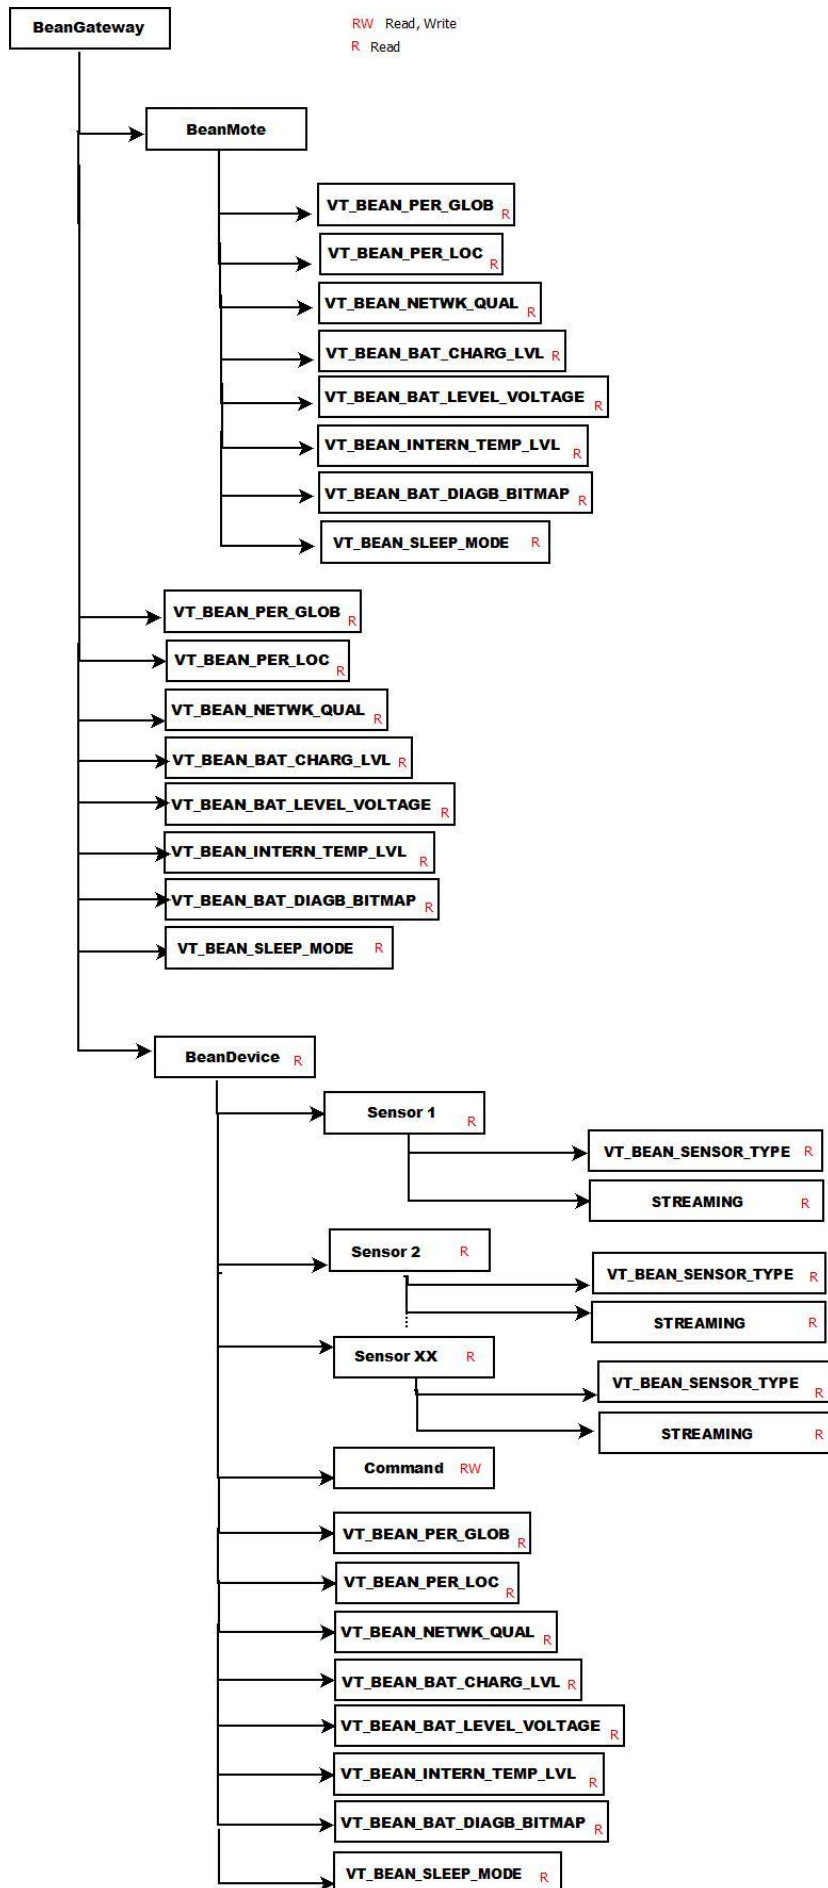 BeanGateway
RW Read, Write
R Read
BeanMote
VT_BEAN_PER_GLOB R
VT_BEAN_PER_LOC R
VT_BEAN_NETWK_QUAL R
VT_BEAN_BAT_CHARG_LVL R
VT_BEAN_BAT_LEVEL_VOLTAGE R
VT_BEAN_INTERN_TEMP_LVL R
VT_BEAN_BAT_DIAGB_BITMAP R
VT_BEAN_SLEEP_MODE R
VT_BEAN_PER_GLOB R
VT_BEAN_PER_LOC R
VT_BEAN_NETWK_QUAL R
VT_BEAN_BAT_CHARG_LVL R
VT_BEAN_BAT_LEVEL_VOLTAGE R
VT_BEAN_INTERN_TEMP_LVL R
VT_BEAN_BAT_DIAGB_BITMAP R
VT_BEAN_SLEEP_MODE R
BeanDevice R
Sensor 1 R
VT_BEAN_SENSOR_TYPE R
STREAMING R
Sensor 2 R
VT_BEAN_SENSOR_TYPE R
STREAMING R
Sensor XX R
VT_BEAN_SENSOR_TYPE R
STREAMING R
Command RW
VT_BEAN_PER_GLOB R
VT_BEAN_PER_LOC R
VT_BEAN_NETWK_QUAL R
VT_BEAN_BAT_CHARG_LVL R
VT_BEAN_BAT_LEVEL_VOLTAGE R
VT_BEAN_INTERN_TEMP_LVL R
VT_BEAN_BAT_DIAGB_BITMAP R
VT_BEAN_SLEEP_MODE R